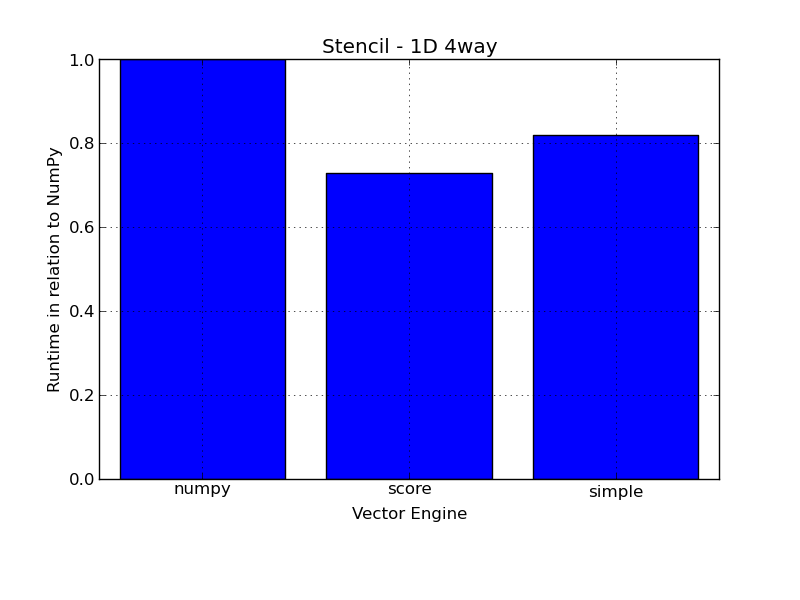 Stencil - 1D 4way
1.0
0.8
0.6
0.4
0.2
0.0
Runtime in relation to NumPy
numpy score simple
Vector Engine